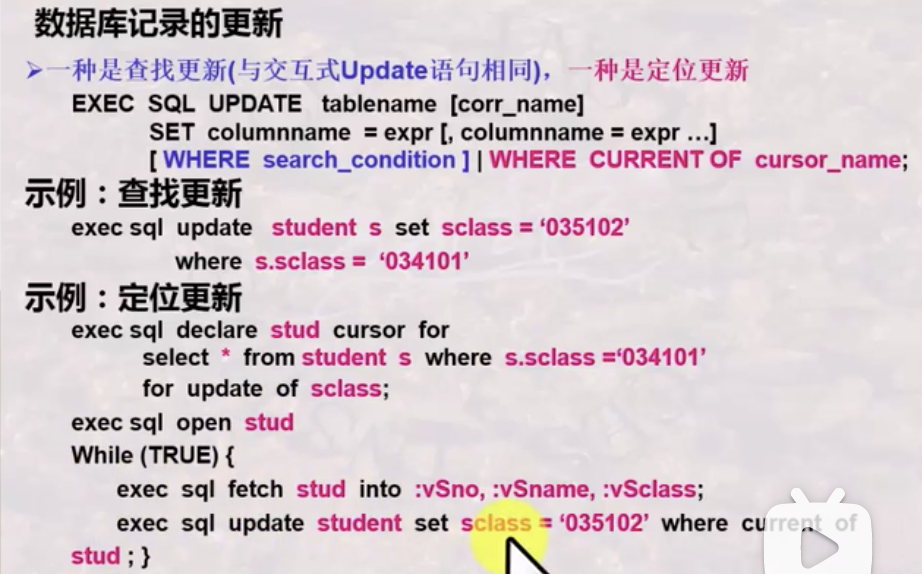 数据库记录的更新
➢一种是查找更新(与交互式Update语句相同)，一种是定位更新
EXEC SQL UPDATE tablename [corr_name]
SET columnname = expr [, columnname = expr …]
[ WHERE search_condition ] | WHERE CURRENT OF cursor_name;
示例：查找更新
exec sql update student s set sclass = ‘035102’
where s.sclass = ‘034101’
示例：定位更新
exec sql declare stud cursor for
select * from student s where s.sclass =‘034101’
for update of sclass;
exec sql open stud
While (TRUE) {
exec sql fetch stud into :vSno, :vSname, :vSclass;
exec sql update student set sclass = ‘035102’ where current of
stud ; }